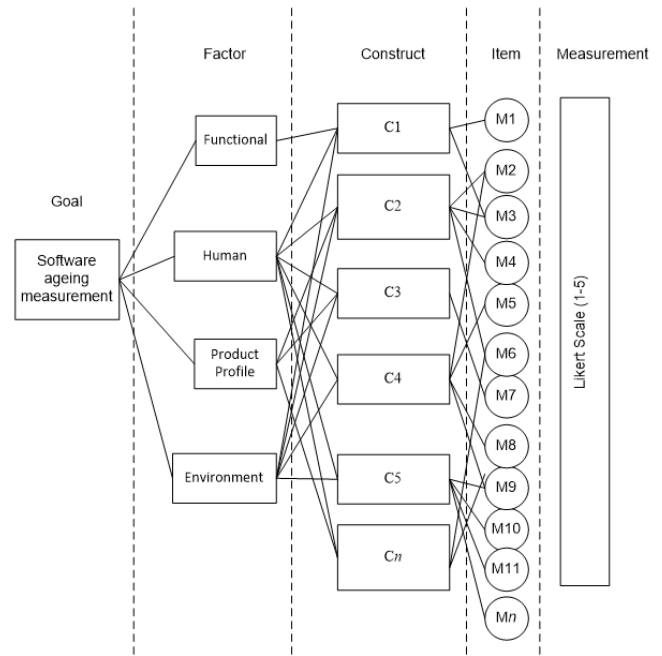 Factor
Construct
Item
Measurement
Goal
Software
ageing
measurement
Functional
Human
Product
Profile
Environment
C1
C2
C3
C4
C5
Cn
M1
M2
M3
M4
M5
M6
M7
M8
M9
M10
M11
Mn
Likert Scale (1-5)